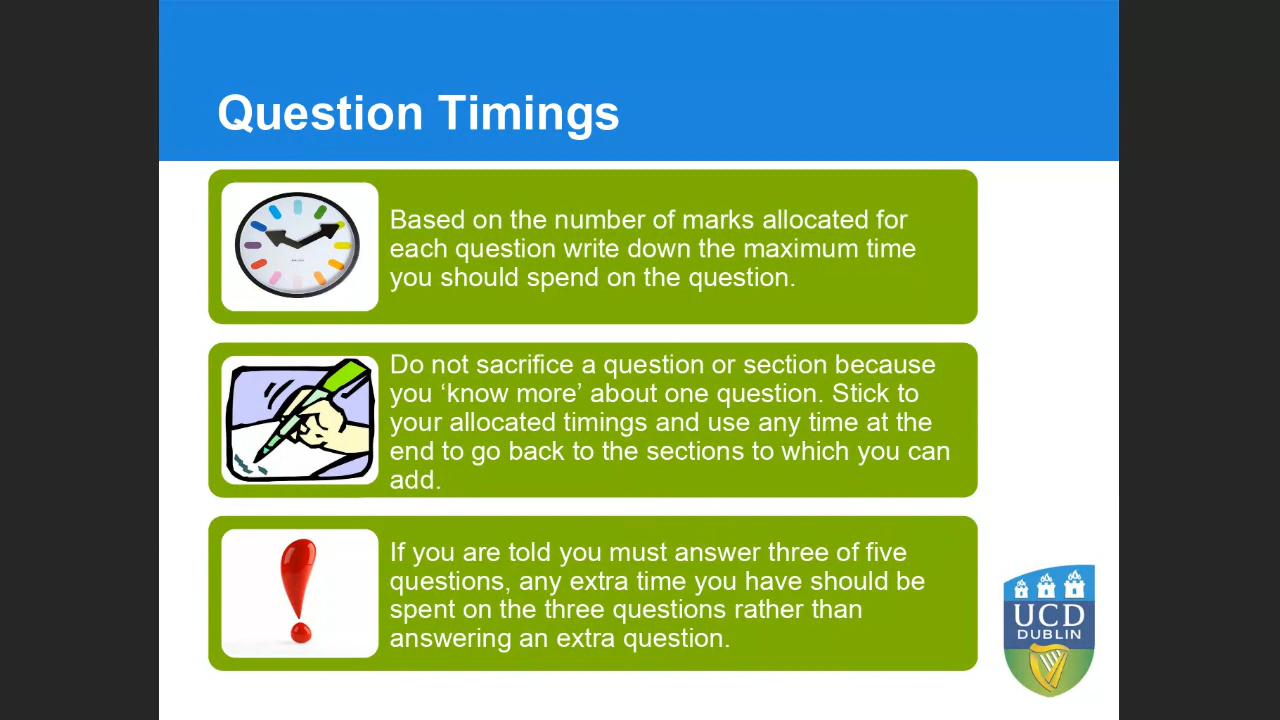 Question Timings
Based on the number of marks allocated for
each question write down the maximum time
you should spend on the question.
Do not sacrifice a question or section because
you ‘know more’ about one question. Stick to
your allocated timings and use any time at the
end to go back to the sections to which you can
add.
If you are told you must answer three of five
questions, any extra time you have should be
spent on the three questions rather than
answering an extra question.
UCD
DUBLIN